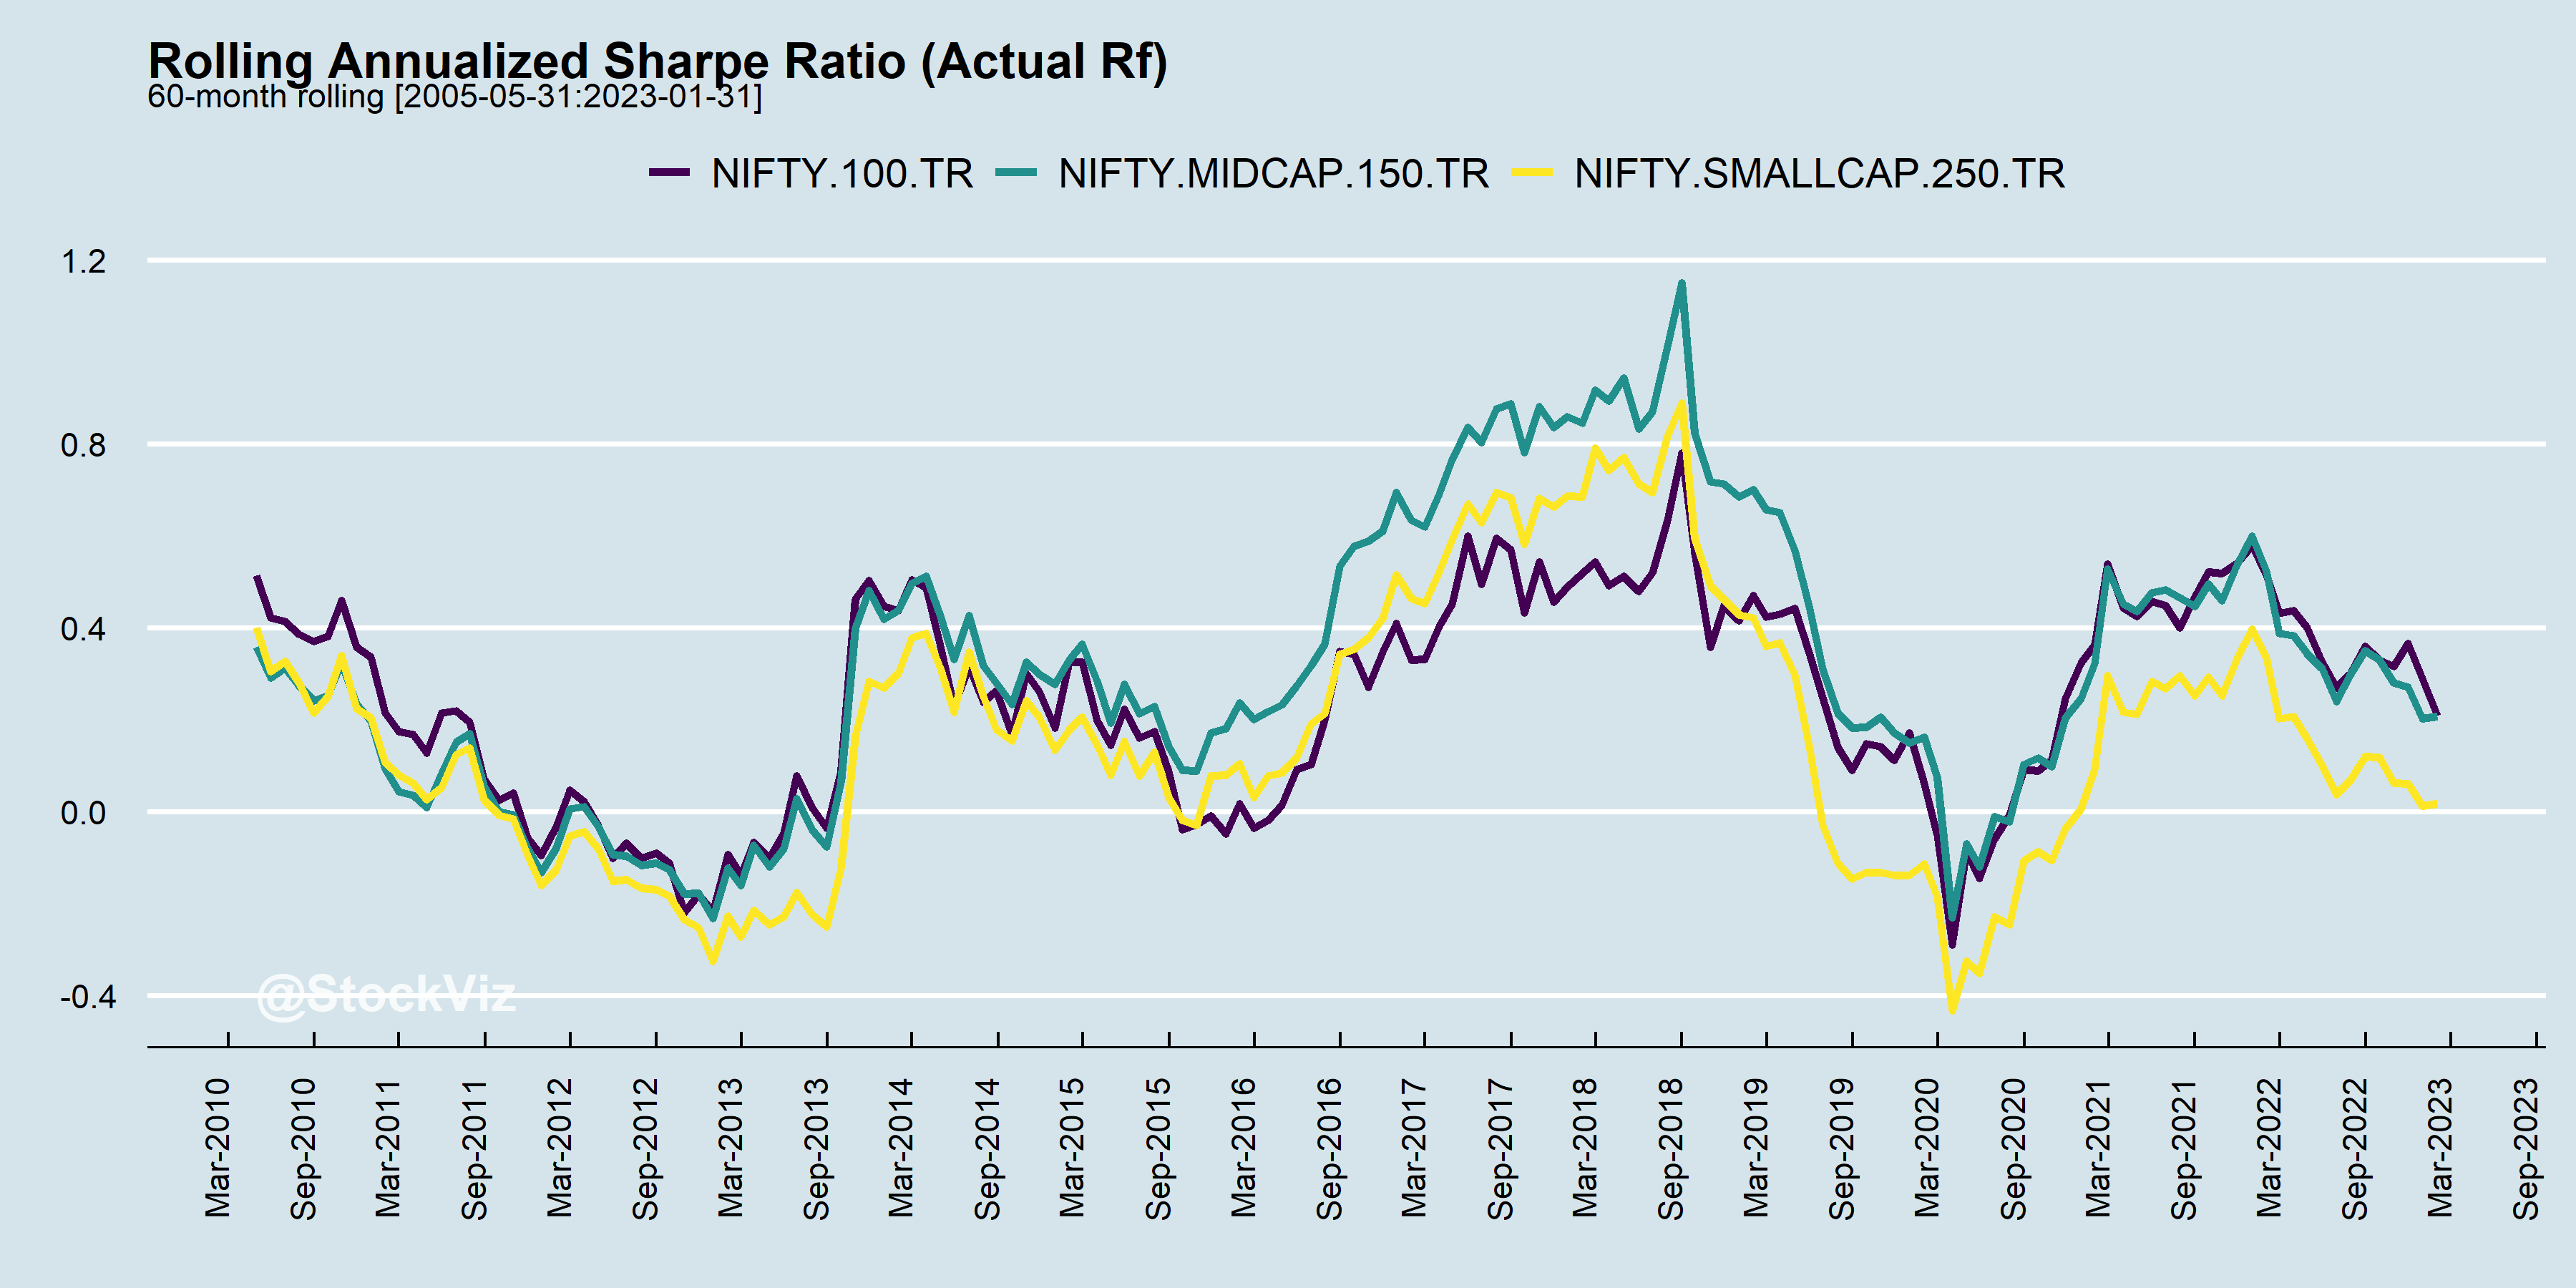 Rolling Annualized Sharpe Ratio (Actual Rf)
60-month rolling [2005-05-31:2023-01-31]
NIFTY.100.TR NIFTY.MIDCAP.150.TR NIFTY.SMALLCAP.250.TR
1.2
0.8
0.4
0.0
-0.4
@StockViz
Mar-2010
Sep-2010
Mar-2011
Sep-2011
Mar-2012
Sep-2012
Mar-2013
Sep-2013
Mar-2014
Sep-2014
Mar-2015
Sep-2015
Mar-2016
Sep-2016
Mar-2017
Sep-2017
Mar-2018
Sep-2018
Mar-2019
Sep-2019
Mar-2020
Sep-2020
Mar-2021
Sep-2021
Mar-2022
Sep-2022
Mar-2023
Sep-2023